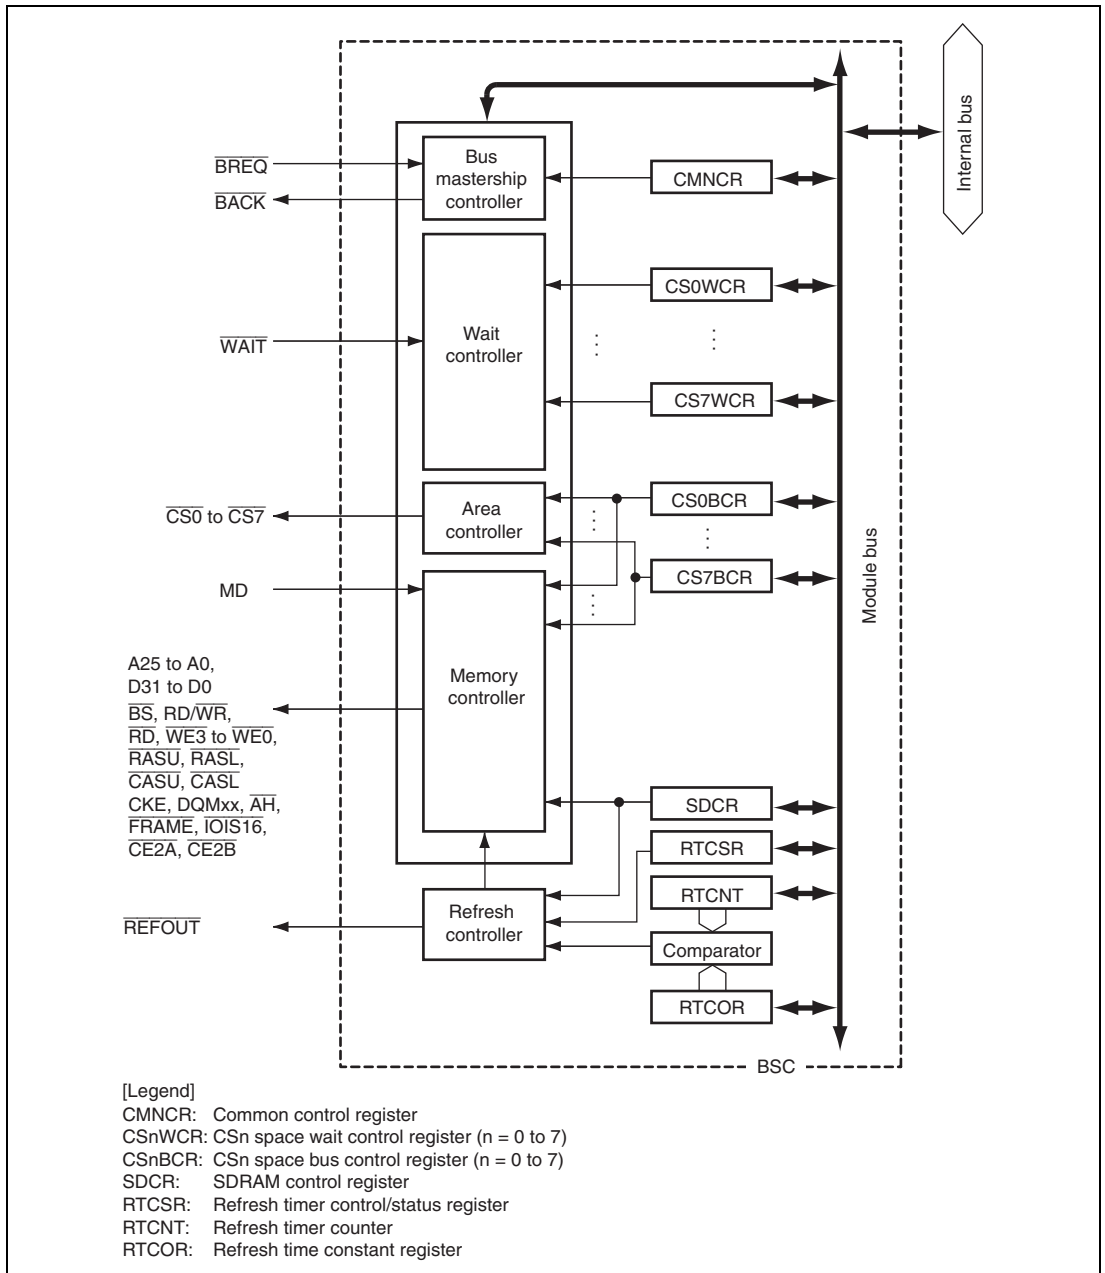 BREQ
BACK
Bus
mastership
controller
CMNCR
Internal bus
CS0WCR
WAIT
Wait
controller
CS7WCR
CS0 to CS7
Area
controller
CS0BCR
CS7BCR
Module bus
MD
A25 to A0,
D31 to D0
BS, RD/WR,
RD, WE3 to WE0,
RASU, RASL,
CASU, CASL
CKE, DQMxx, AH,
FRAME, IOIS16,
CE2A, CE2B
Memory
controller
SDCR
RTCSR
RTCNT
REFOUT
Refresh
controller
Comparator
RTCOR
BSC
[Legend]
CMNCR: Common control register
CSnWCR: CSn space wait control register (n = 0 to 7)
CSnBCR: CSn space bus control register (n = 0 to 7)
SDCR: SDRAM control register
RTCSR: Refresh timer control/status register
RTCNT: Refresh timer counter
RTCOR: Refresh time constant register